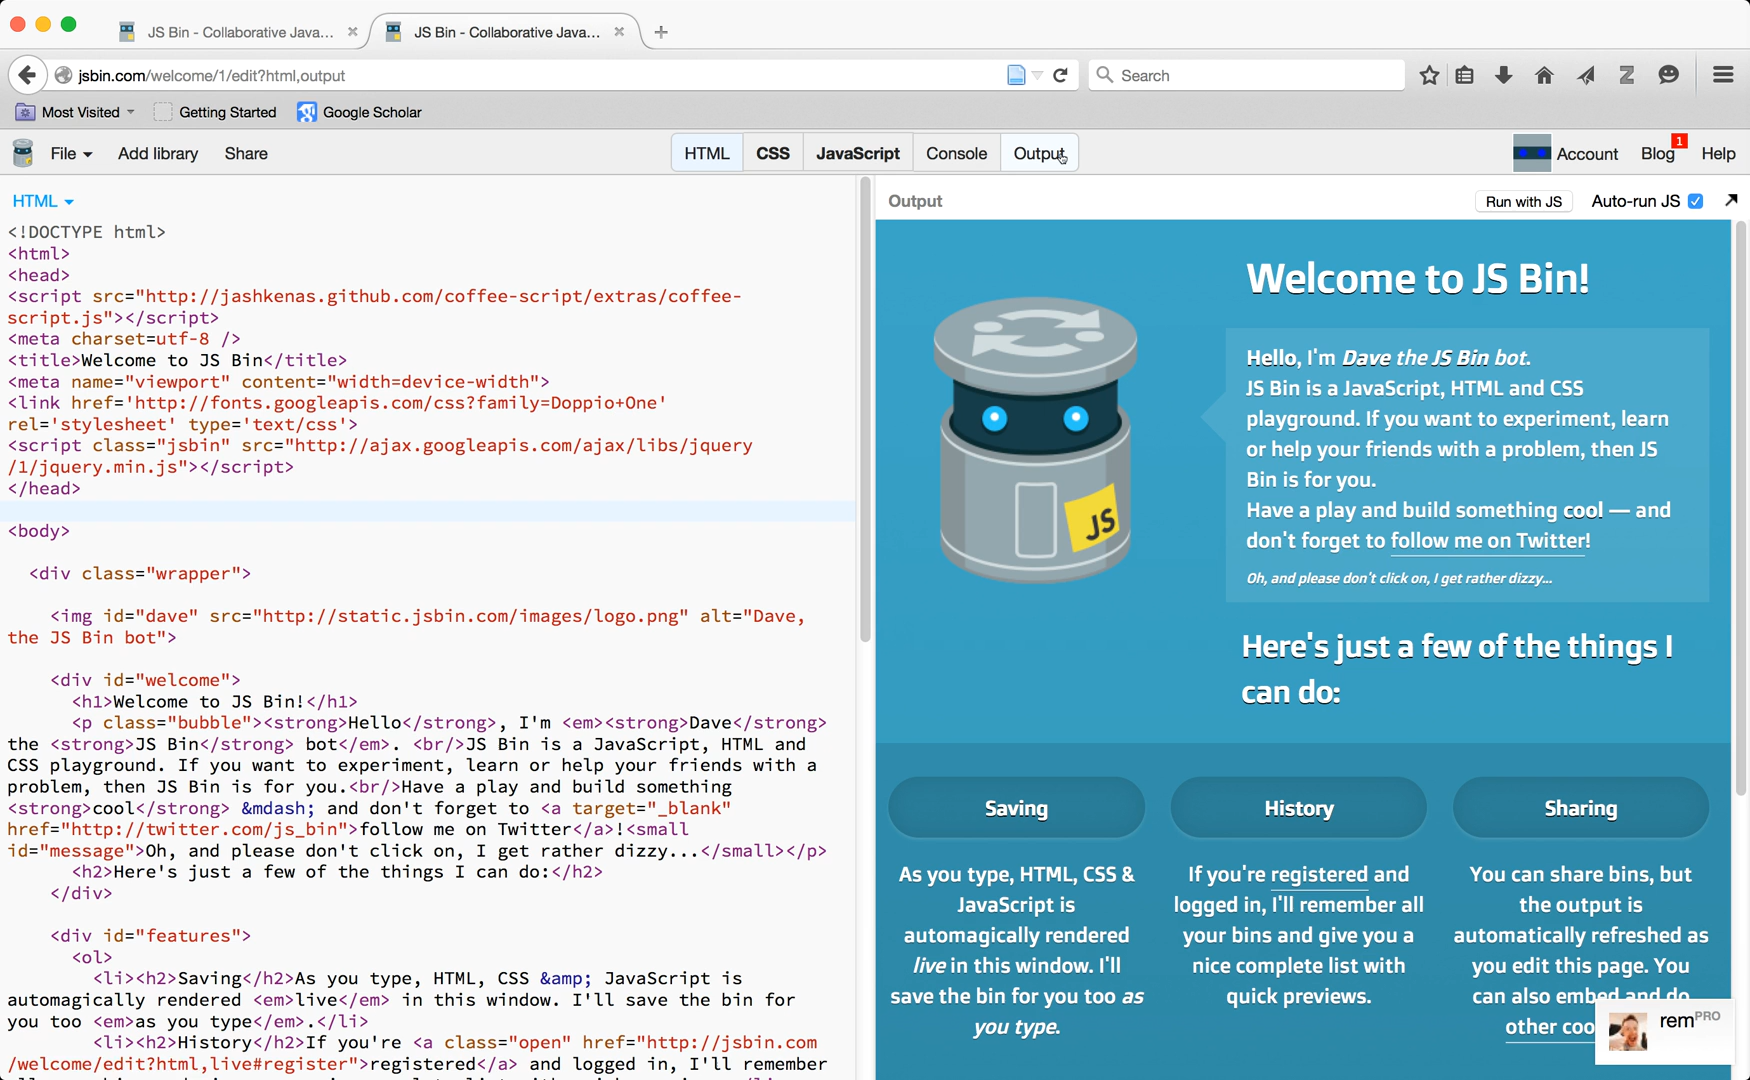 JS Bin - Collaborative Java...
JS Bin - Collaborative Java...
jsbin.com/welcome/1/edit?html,output
Search
Most Visited
Getting Started
Google Scholar
File
Add library
Share
HTML
CSS
JavaScript
Console
Output
Account
Blog
1
Help
HTML
<!DOCTYPE html>
<html>
<head>
<script src="http://jashkenas.github.com/coffee-script/extras/coffee-
script.js"></script>
<meta charset=utf-8 />
<title>Welcome to JS Bin</title>
<meta name="viewport" content="width=device-width">
<link href='http://fonts.googleapis.com/css?family=Doppio+One'
rel='stylesheet' type='text/css'>
<script class="jsbin" src="http://ajax.googleapis.com/ajax/libs/jquery
/1/jquery.min.js"></script>
</head>
<body>
<div class="wrapper">
<img id="dave" src="http://static.jsbin.com/images/logo.png" alt="Dave,
the JS Bin bot">
<div id="welcome">
<h1>Welcome to JS Bin!</h1>
<p class="bubble"><strong>Hello</strong>, I'm <em><strong>Dave</strong>
the <strong>JS Bin</strong> bot</em>. <br/>JS Bin is a JavaScript, HTML and
CSS playground. If you want to experiment, learn or help your friends with a
problem, then JS Bin is for you.<br/>Have a play and build something
<strong>cool</strong> &mdash; and don't forget to <a target="_blank"
href="http://twitter.com/js_bin">follow me on Twitter</a>!<small
id="message">Oh, and please don't click on, I get rather dizzy...</small></p>
<h2>Here's just a few of the things I can do:</h2>
</div>
<div id="features">
<ol>
<li><h2>Saving</h2>As you type, HTML, CSS &amp; JavaScript is
automagically rendered <em>live</em> in this window. I'll save the bin for
you too <em>as you type</em>.</li>
<li><h2>History</h2>If you're <a class="open" href="http://jsbin.com
/welcome/edit?html,live#register">registered</a> and logged in, I'll remember
Output
Run with JS
Auto-run JS
Welcome to JS Bin!
Hello, I'm Dave the JS Bin bot.
JS Bin is a JavaScript, HTML and CSS
playground. If you want to experiment, learn
or help your friends with a problem, then JS
Bin is for you.
Have a play and build something cool — and
don't forget to follow me on Twitter!
Oh, and please don't click on, I get rather dizzy...
JS
Here's just a few of the things I
can do:
Saving
As you type, HTML, CSS &
JavaScript is
automagically rendered
live in this window. I'll
save the bin for you too as
you type.
History
If you're registered and
logged in, I'll remember all
your bins and give you a
nice complete list with
quick previews.
Sharing
You can share bins, but
the output is
automatically refreshed as
you edit this page. You
can also embed and do
other
remPRO